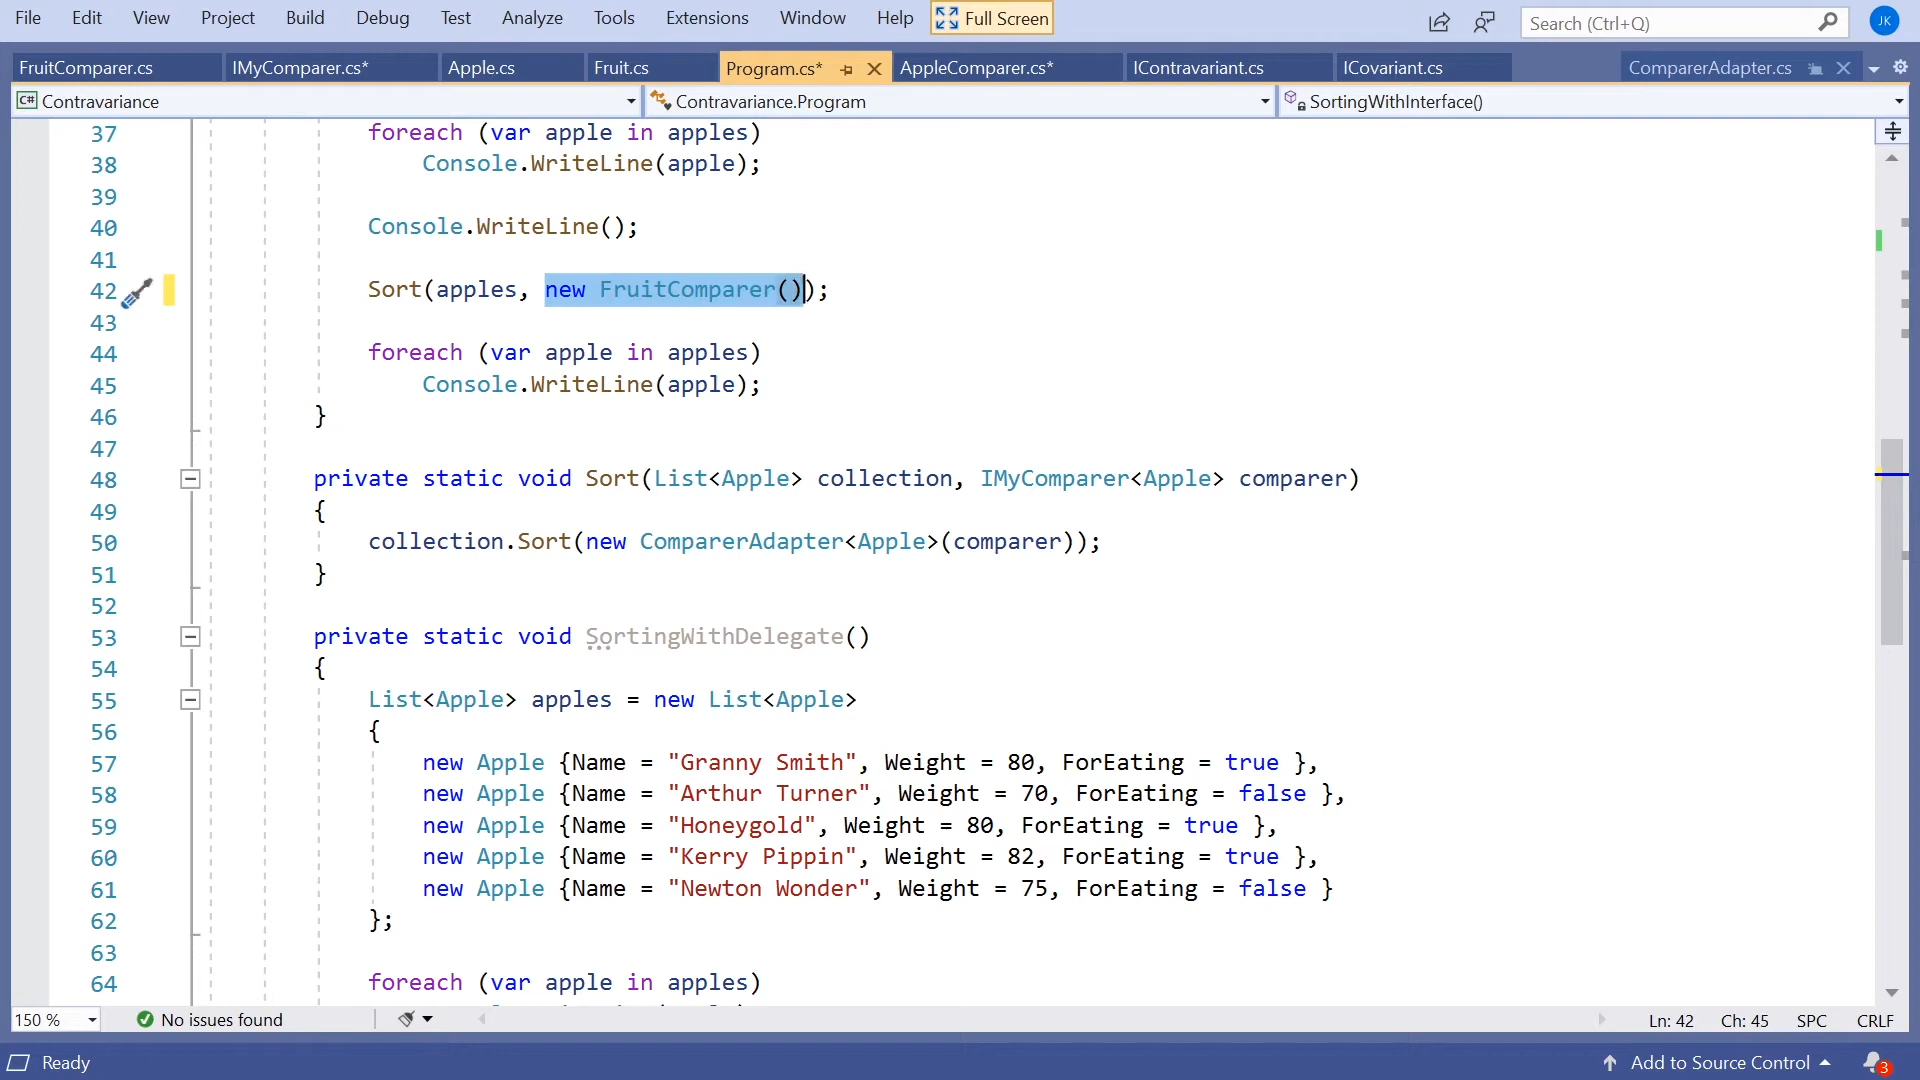 File Edit View Project Build Debug Test Analyze Tools Extensions Window Help Full Screen Search (Ctrl+Q) JK
FruitComparer.cs IMyComparer.cs* Apple.cs Fruit.cs Program.cs* AppleComparer.cs* IContravariant.cs ICovariant.cs ComparerAdapter.cs
C# Contravariance Contravariance.Program SortingWithInterface()
37 foreach (var apple in apples)
38 Console.WriteLine(apple);
39
40 Console.WriteLine();
41
42 Sort(apples, new FruitComparer());
43
44 foreach (var apple in apples)
45 Console.WriteLine(apple);
46 }
47
48 private static void Sort(List<Apple> collection, IMyComparer<Apple> comparer)
49 {
50 collection.Sort(new ComparerAdapter<Apple>(comparer));
51 }
52
53 private static void SortingWithDelegate()
54 {
55 List<Apple> apples = new List<Apple>
56 {
57 new Apple {Name = "Granny Smith", Weight = 80, ForEating = true },
58 new Apple {Name = "Arthur Turner", Weight = 70, ForEating = false },
59 new Apple {Name = "Honeygold", Weight = 80, ForEating = true },
60 new Apple {Name = "Kerry Pippin", Weight = 82, ForEating = true },
61 new Apple {Name = "Newton Wonder", Weight = 75, ForEating = false }
62 };
63
64 foreach (var apple in apples)
150 % No issues found Ln: 42 Ch: 45 SPC CRLF
Ready Add to Source Control 3